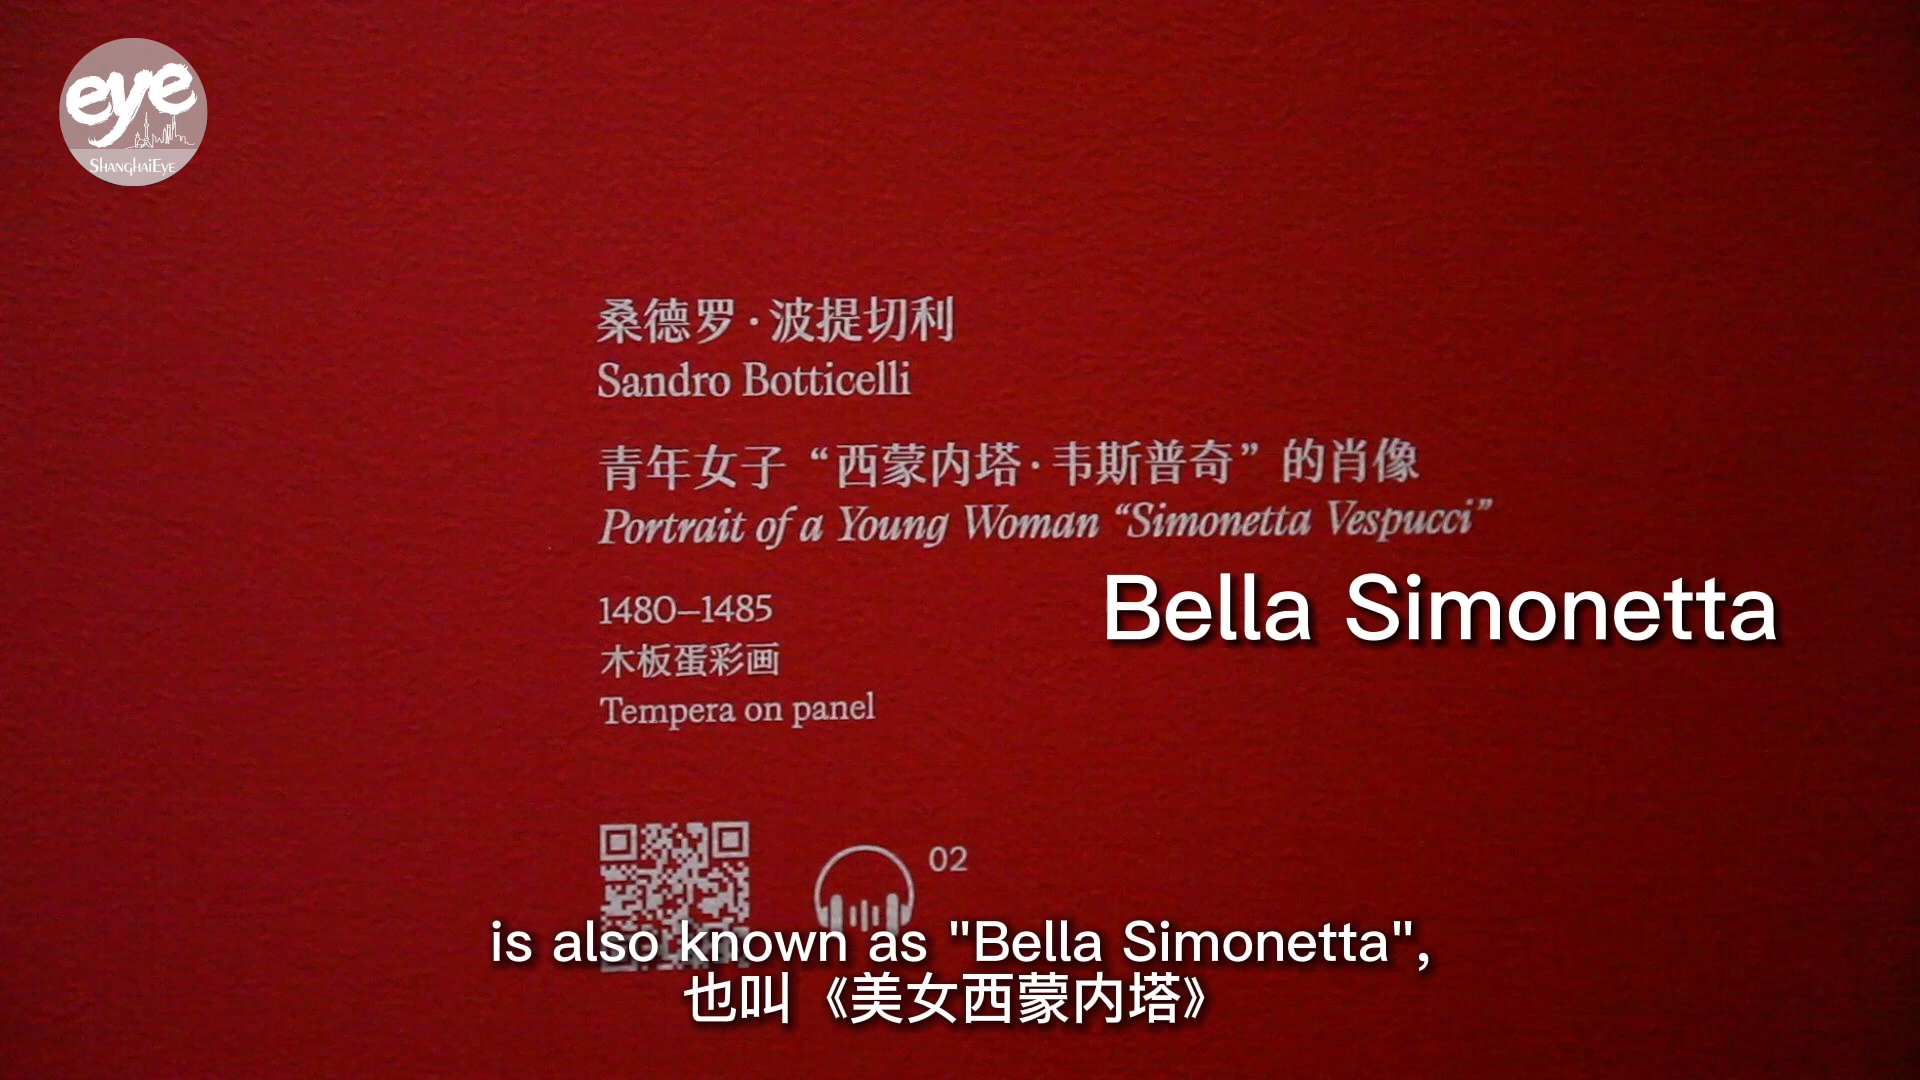 eye
SHANGHAIEYE
桑德罗·波提切利
Sandro Botticelli
青年女子“西蒙内塔·韦斯普奇”的肖像
Portrait of a Young Woman “Simonetta Vespucci”
Bella Simonetta
1480–1485
木板蛋彩画
Tempera on panel
02
is also known as "Bella Simonetta",
也叫《美女西蒙内塔》